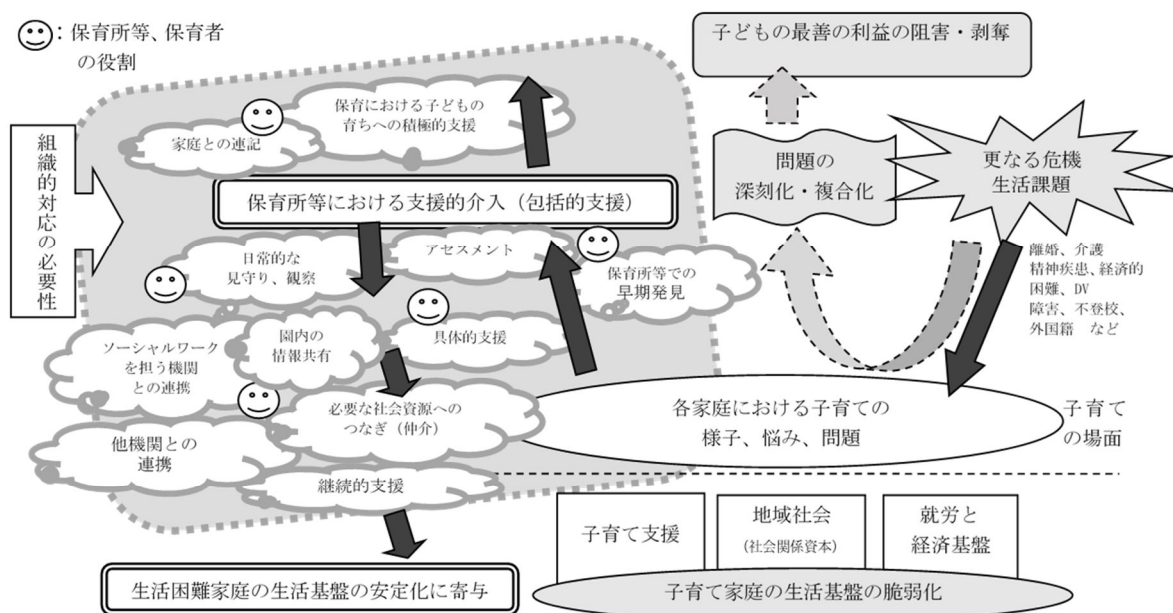 :保育所等、保育者
の役割
子どもの最善の利益の阻害・剥奪
組織的対応の必要性
家庭との連記
保育における子どもの
育ちへの積極的支援
問題の
深刻化・複合化
更なる危機
生活課題
保育所等における支援的介入(包括的支援)
日常的な
見守り、観察
アセスメント
保育所等での
早期発見
離婚、介護
精神疾患、経済的
困難、DV
障害、不登校、
外国籍 など
ソーシャルワーク
を担う機関
との連携
園内の
情報共有
具体的支援
必要な社会資源への
つなぎ(仲介)
他機関との
連携
継続的支援
各家庭における子育ての
様子、悩み、問題
子育て
の場面
子育て支援
地域社会
(社会関係資本)
就労と
経済基盤
生活困難家庭の生活基盤の安定化に寄与
子育て家庭の生活基盤の脆弱化